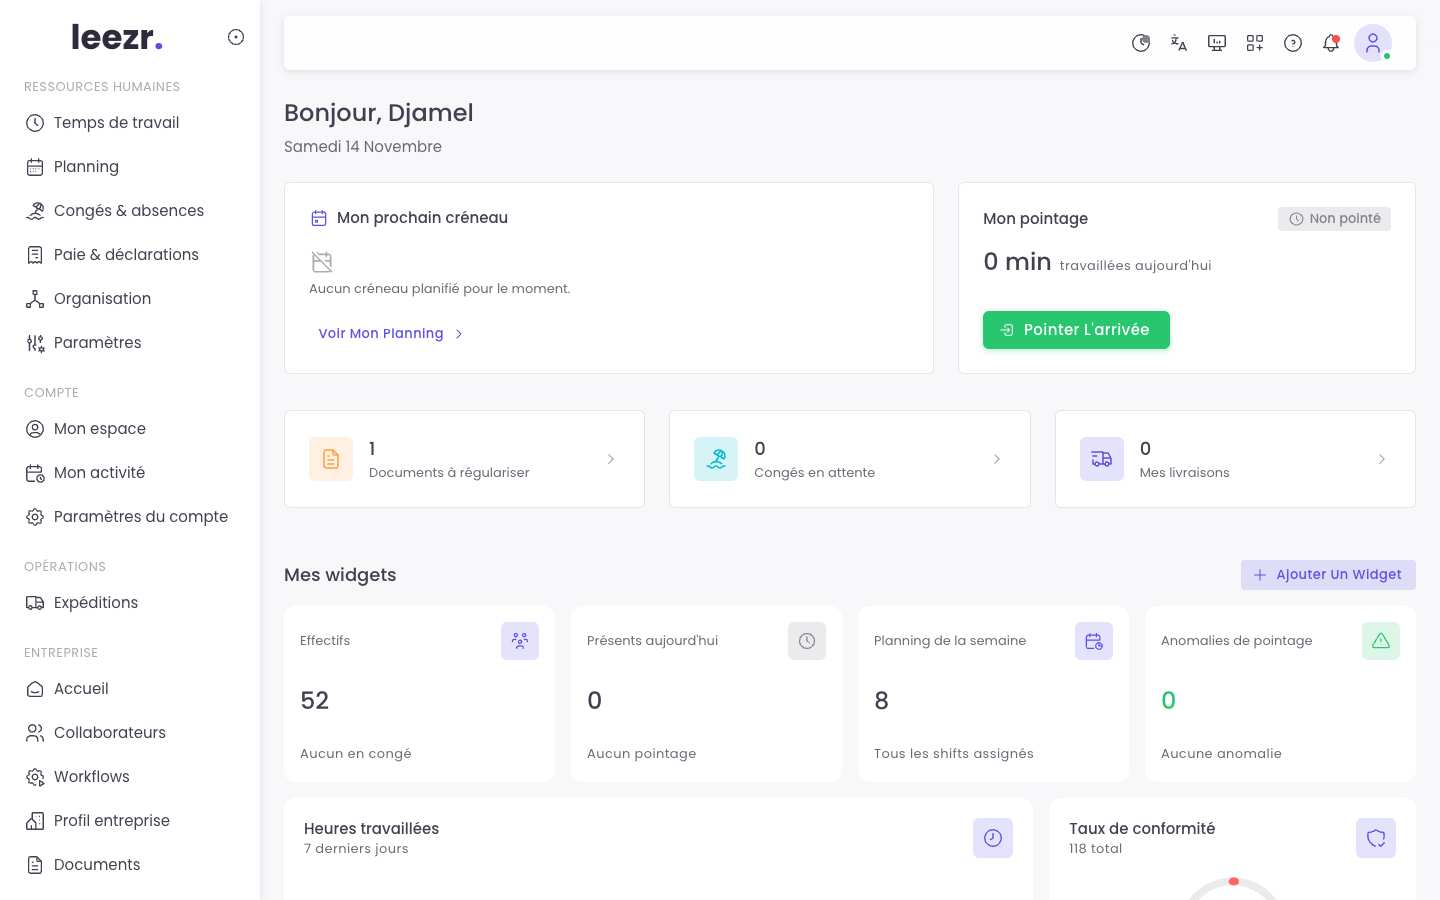 leezr.
RESSOURCES HUMAINES
Temps de travail
Planning
Congés & absences
Paie & déclarations
Organisation
Paramètres
COMPTE
Mon espace
Mon activité
Paramètres du compte
OPÉRATIONS
Expéditions
ENTREPRISE
Accueil
Collaborateurs
Workflows
Profil entreprise
Documents
Bonjour, Djamel
Samedi 14 Novembre
Mon prochain créneau
Aucun créneau planifié pour le moment.
Voir Mon Planning
Mon pointage
Non pointé
0 min travaillées aujourd'hui
Pointer L'arrivée
1
Documents à régulariser
0
Congés en attente
0
Mes livraisons
Mes widgets
Ajouter Un Widget
Effectifs
52
Aucun en congé
Présents aujourd'hui
0
Aucun pointage
Planning de la semaine
8
Tous les shifts assignés
Anomalies de pointage
0
Aucune anomalie
Heures travaillées
7 derniers jours
Taux de conformité
118 total